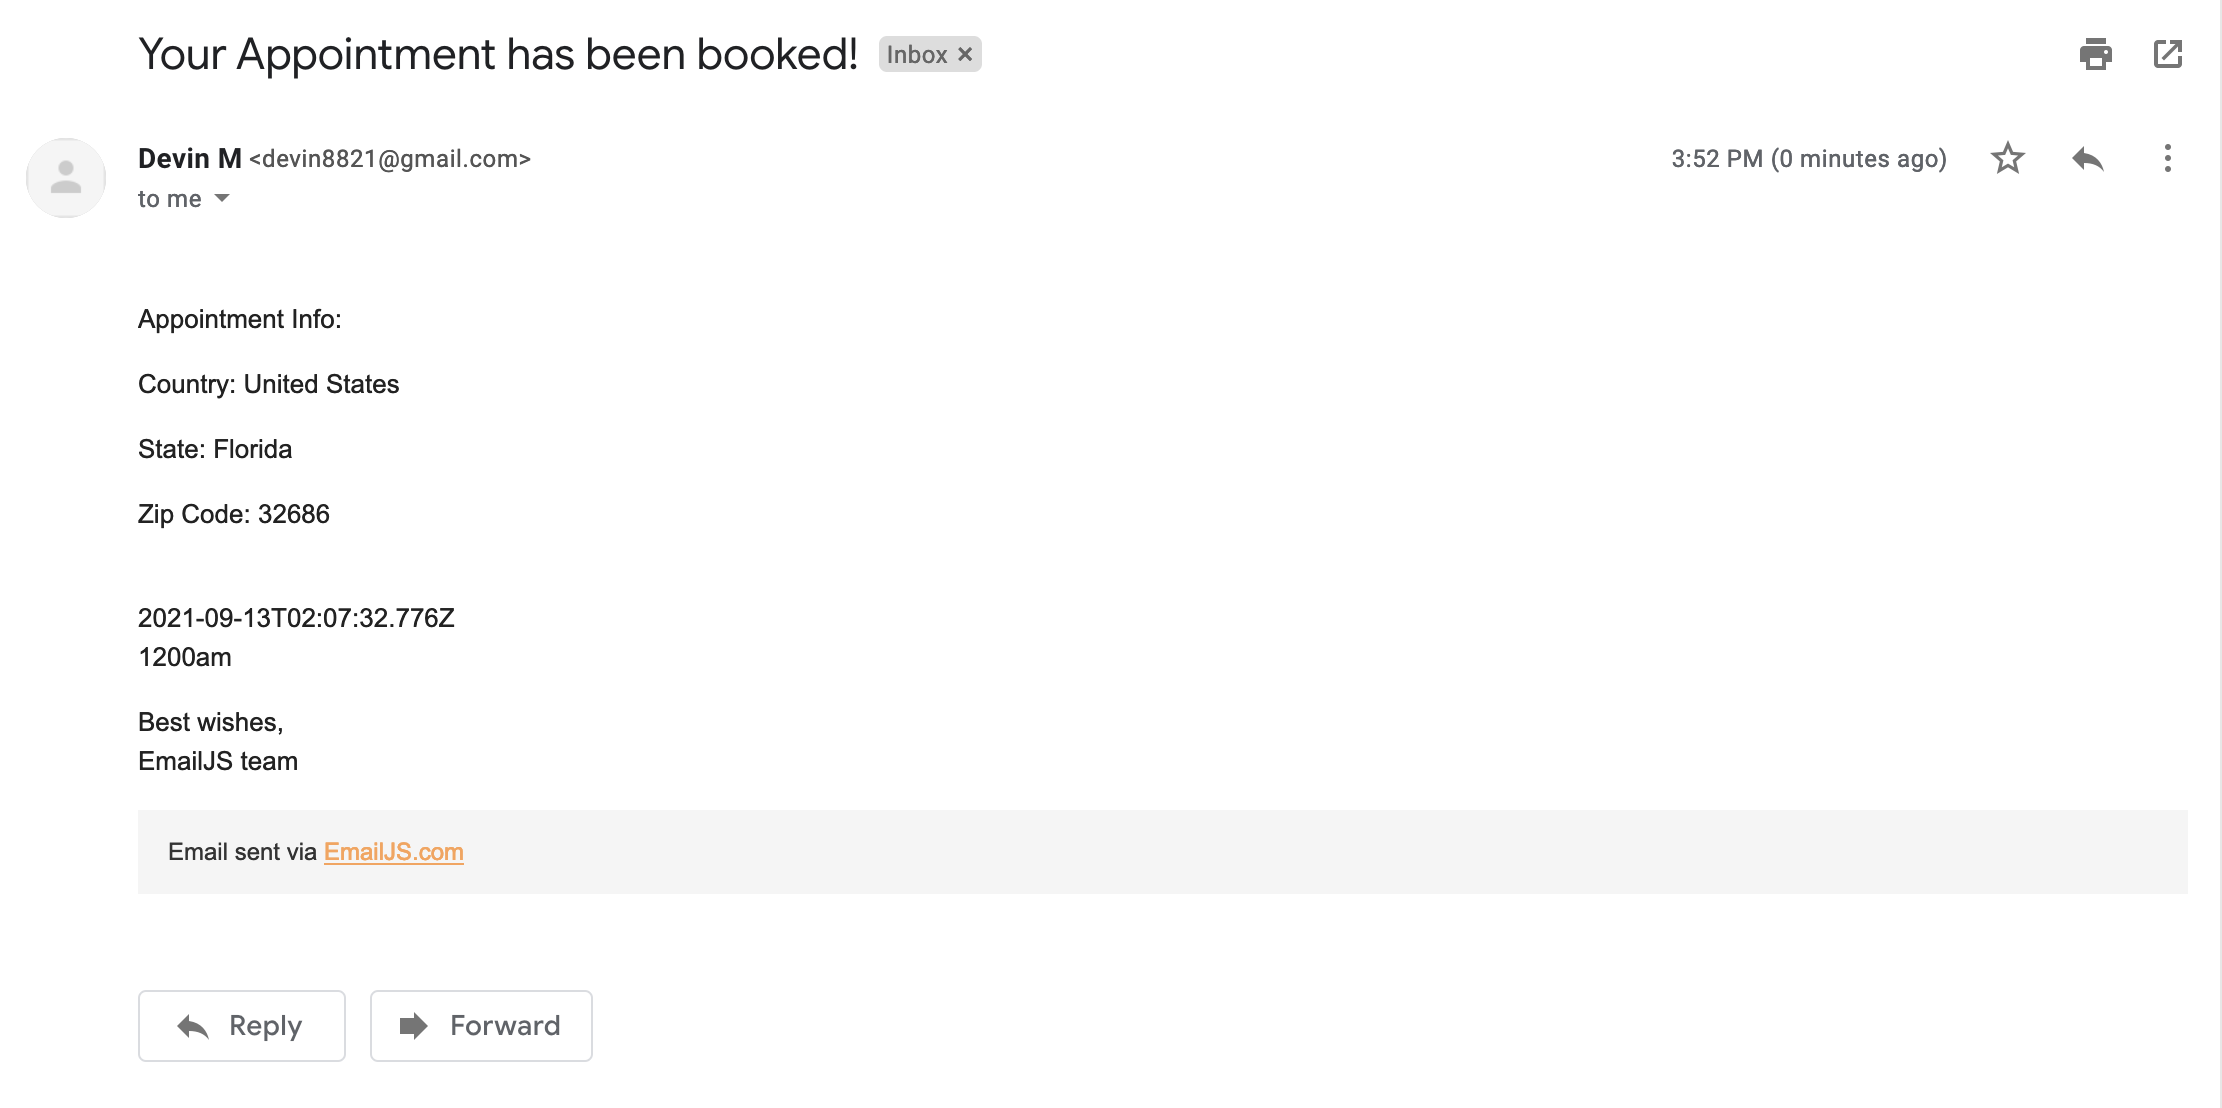 Your Appointment has been booked! Inbox ×
Devin M <devin8821@gmail.com> 3:52 PM (0 minutes ago)
to me
Appointment Info:
Country: United States
State: Florida
Zip Code: 32686
2021-09-13T02:07:32.776Z
1200am
Best wishes,
EmailJS team
Email sent via EmailJS.com
Reply Forward